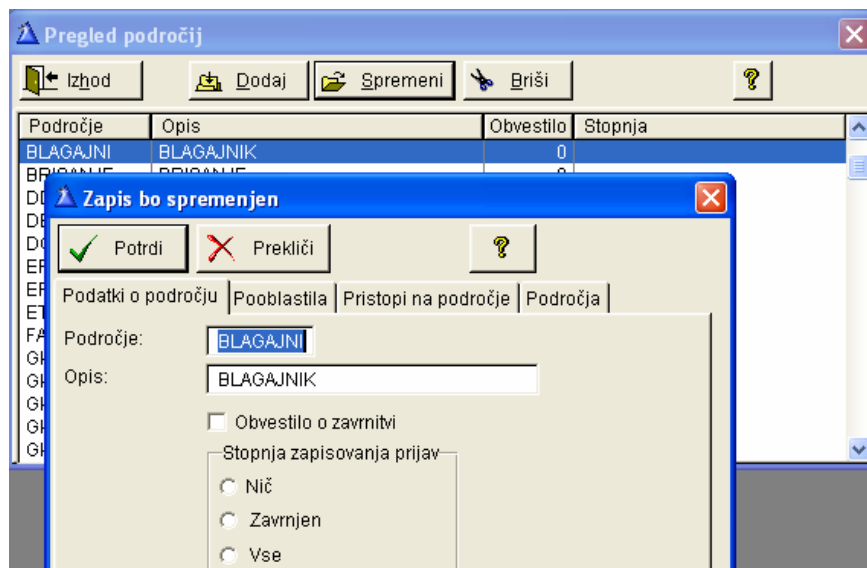 Pregled področij
Izhod Dodaj Spremeni Briši ?
Področje Opis Obvestilo Stopnja
BLAGAJNI BLAGAJNIK 0
Zapis bo spremenjen
Potrdi Prekliči ?
Podatki o področju Pooblastila Pristopi na področje Področja
Področje: BLAGAJNI
Opis: BLAGAJNIK
Obvestilo o zavrnitvi
Stopnja zapisovanja prijav
Nič
Zavrnjen
Vse